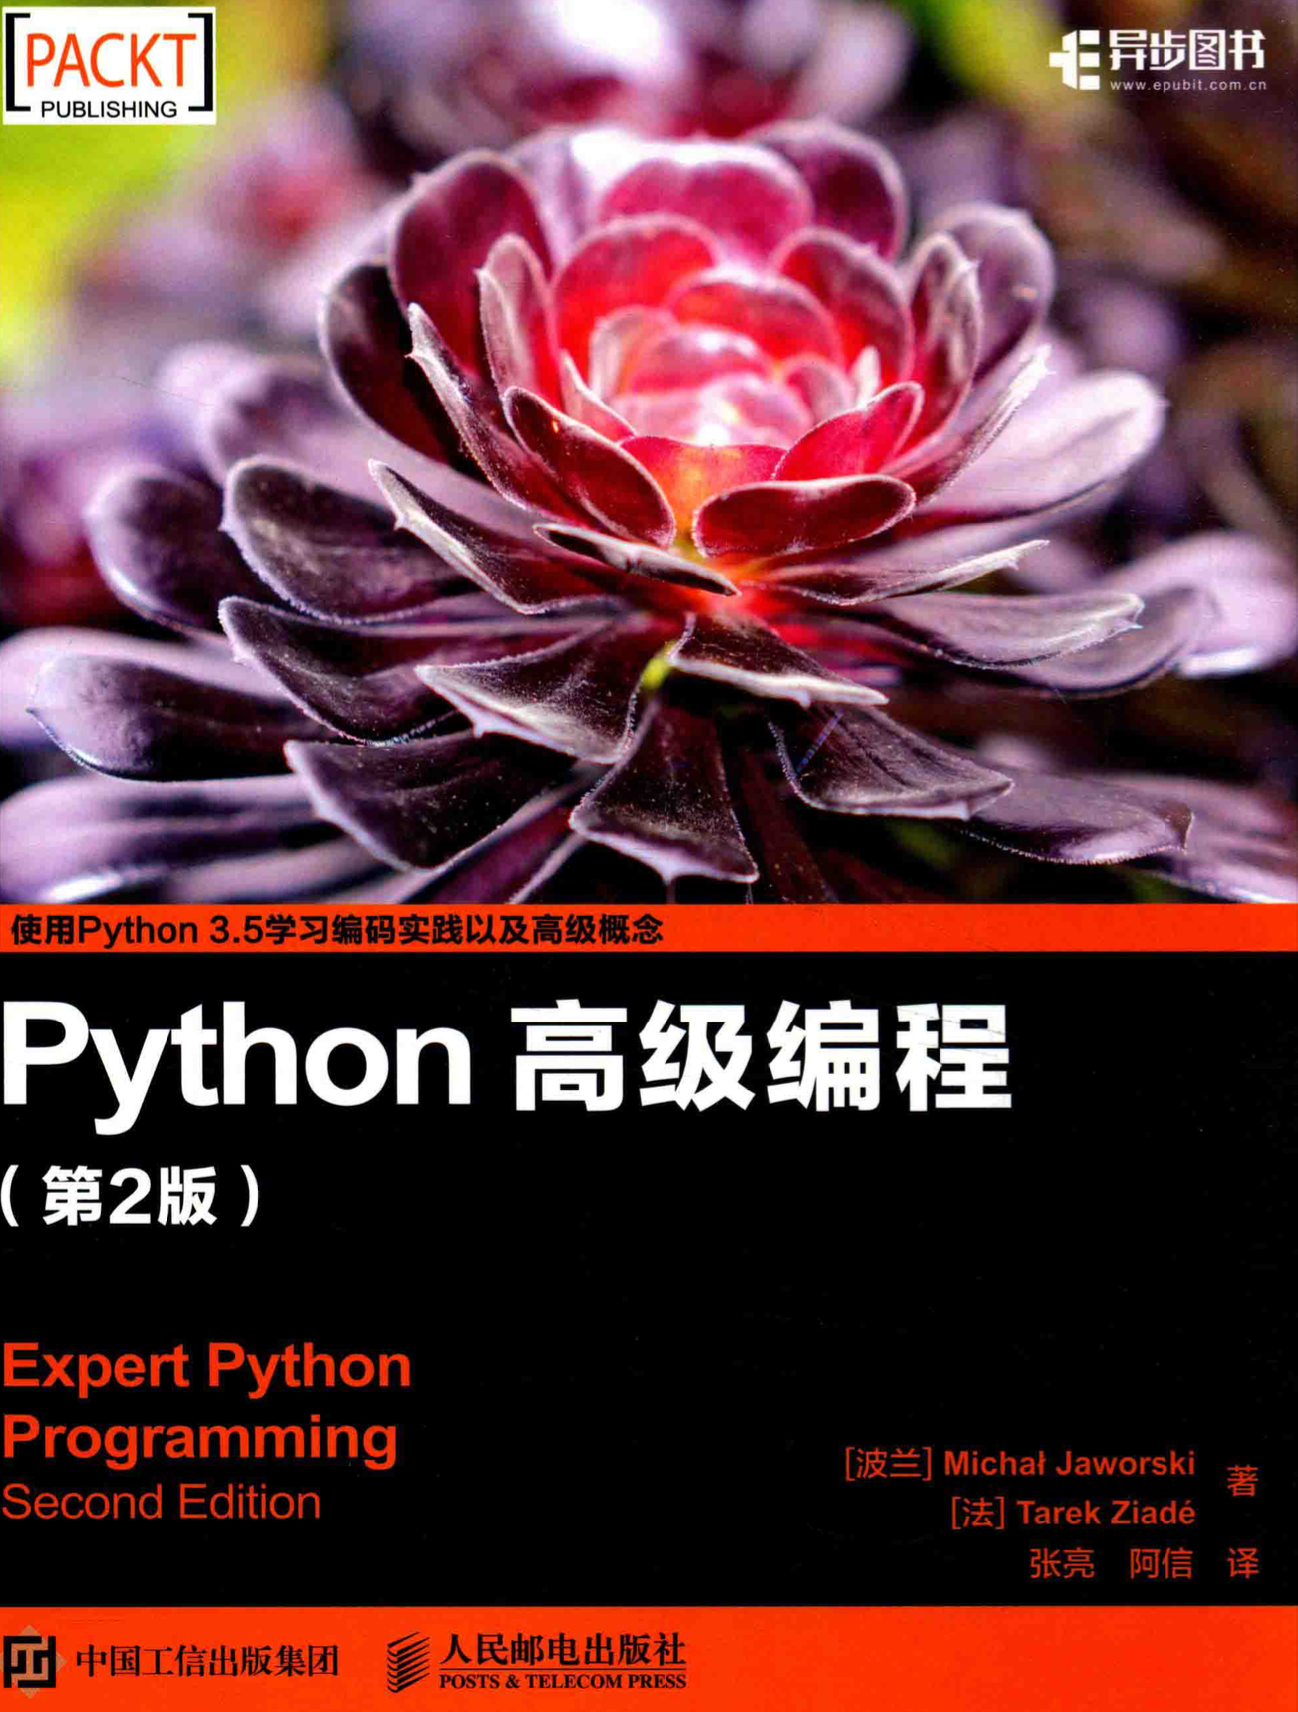 PACKT
PUBLISHING
异步图书
www.epubit.com.cn
使用Python 3.5学习编码实践以及高级概念
Python 高级编程
（第2版）
Expert Python
Programming
Second Edition
[波兰] Michał Jaworski
[法] Tarek Ziadé
著
张亮 阿信 译
中国工信出版集团
人民邮电出版社
POSTS & TELECOM PRESS